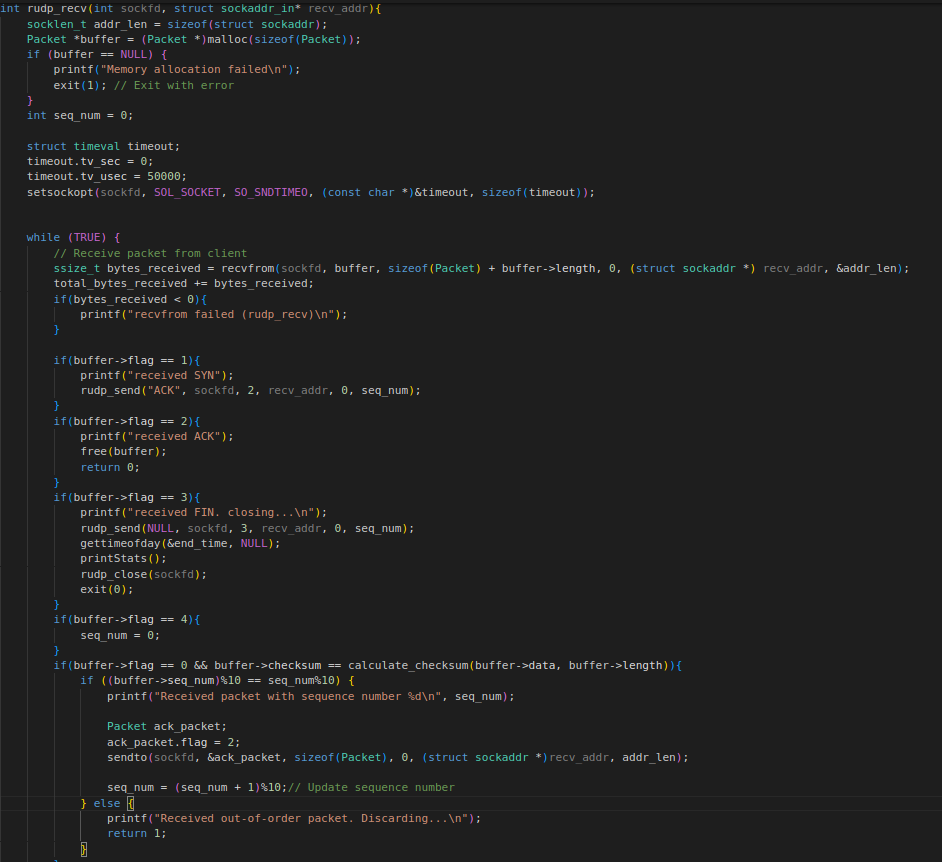 int rudp_recv(int sockfd, struct sockaddr_in* recv_addr){
    socklen_t addr_len = sizeof(struct sockaddr);
    Packet *buffer = (Packet *)malloc(sizeof(Packet));
    if (buffer == NULL) {
        printf("Memory allocation failed\n");
        exit(1); // Exit with error
    }
    int seq_num = 0;

    struct timeval timeout;
    timeout.tv_sec = 0;
    timeout.tv_usec = 50000;
    setsockopt(sockfd, SOL_SOCKET, SO_SNDTIMEO, (const char *)&timeout, sizeof(timeout));


    while (TRUE) {
        // Receive packet from client
        ssize_t bytes_received = recvfrom(sockfd, buffer, sizeof(Packet) + buffer->length, 0, (struct sockaddr *) recv_addr, &addr_len);
        total_bytes_received += bytes_received;
        if(bytes_received < 0){
            printf("recvfrom failed (rudp_recv)\n");
        }

        if(buffer->flag == 1){
            printf("received SYN");
            rudp_send("ACK", sockfd, 2, recv_addr, 0, seq_num);
        }
        if(buffer->flag == 2){
            printf("received ACK");
            free(buffer);
            return 0;
        }
        if(buffer->flag == 3){
            printf("received FIN. closing...\n");
            rudp_send(NULL, sockfd, 3, recv_addr, 0, seq_num);
            gettimeofday(&end_time, NULL);
            printStats();
            rudp_close(sockfd);
            exit(0);
        }
        if(buffer->flag == 4){
            seq_num = 0;
        }
        if(buffer->flag == 0 && buffer->checksum == calculate_checksum(buffer->data, buffer->length)){
            if ((buffer->seq_num)%10 == seq_num%10) {
                printf("Received packet with sequence number %d\n", seq_num);

                Packet ack_packet;
                ack_packet.flag = 2;
                sendto(sockfd, &ack_packet, sizeof(Packet), 0, (struct sockaddr *)recv_addr, addr_len);

                seq_num = (seq_num + 1)%10;// Update sequence number
            } else {
                printf("Received out-of-order packet. Discarding...\n");
                return 1;
            }